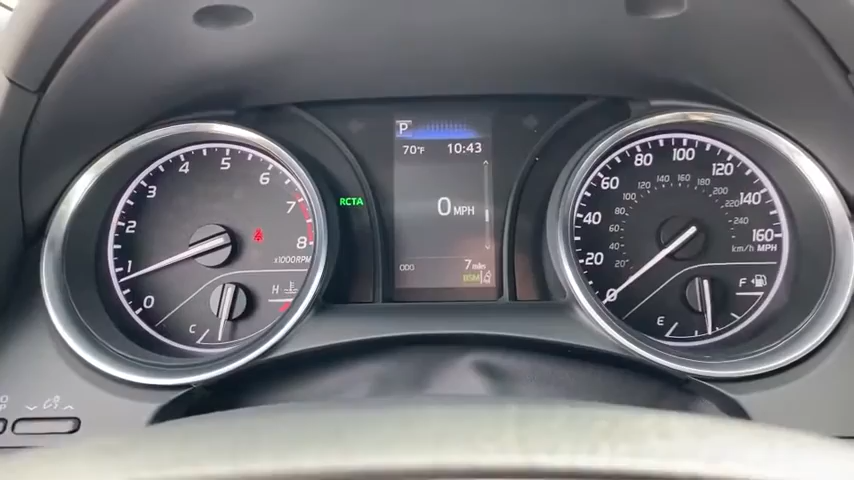 P
70°F 10:43
0 MPH
ODO 7 miles
BSM
RCTA
0 1 2 3 4 5 6 7 8
x1000RPM
H
C
0 20 40 60 80 100 120 140 160
20 40 60 80 100 120 140 160 180 200 220 240
km/h MPH
F
E